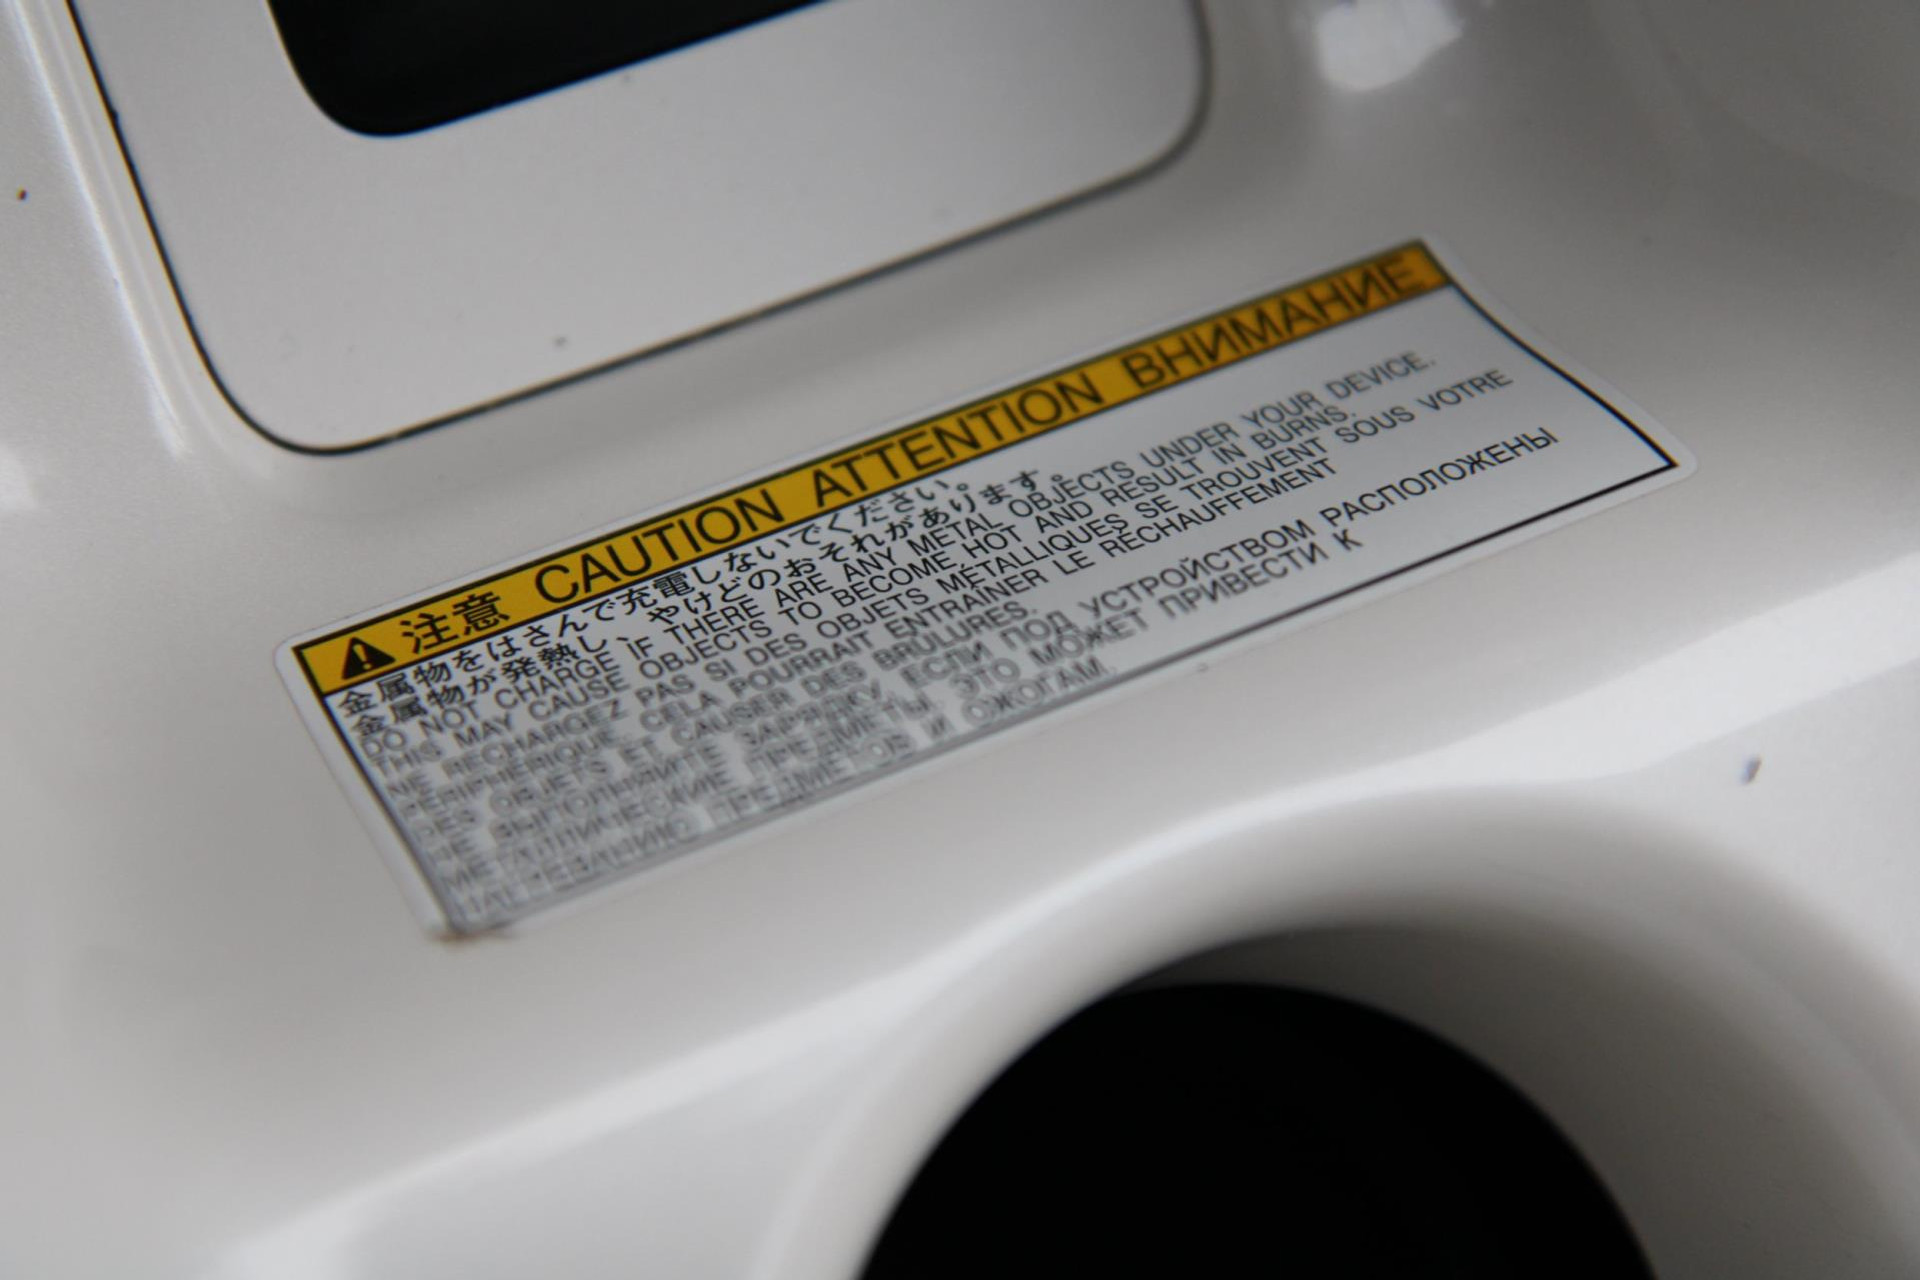 注意 CAUTION ATTENTION ВНИМАНИЕ
金属物をはさんで充電しないでください。
金属物が発熱し、やけどのおそれがあります。
DO NOT CHARGE IF THERE ARE ANY METAL OBJECTS UNDER YOUR DEVICE.
THIS MAY CAUSE OBJECTS TO BECOME HOT AND RESULT IN BURNS.
NE RECHARGEZ PAS SI DES OBJETS MÉTALLIQUES SE TROUVENT SOUS VOTRE
PÉRIPHÉRIQUE CELA POURRAIT ENTRAÎNER LE RÉCHAUFFEMENT
DES OBJETS ET CAUSER DES BRÛLURES.
НЕ ВЫПОЛНЯЙТЕ ЗАРЯДКУ, ЕСЛИ ПОД УСТРОЙСТВОМ РАСПОЛОЖЕНЫ
МЕТАЛЛИЧЕСКИЕ ПРЕДМЕТЫ. ЭТО МОЖЕТ ПРИВЕСТИ К
НАГРЕВАНИЮ ПРЕДМЕТОВ И ОЖОГАМ.